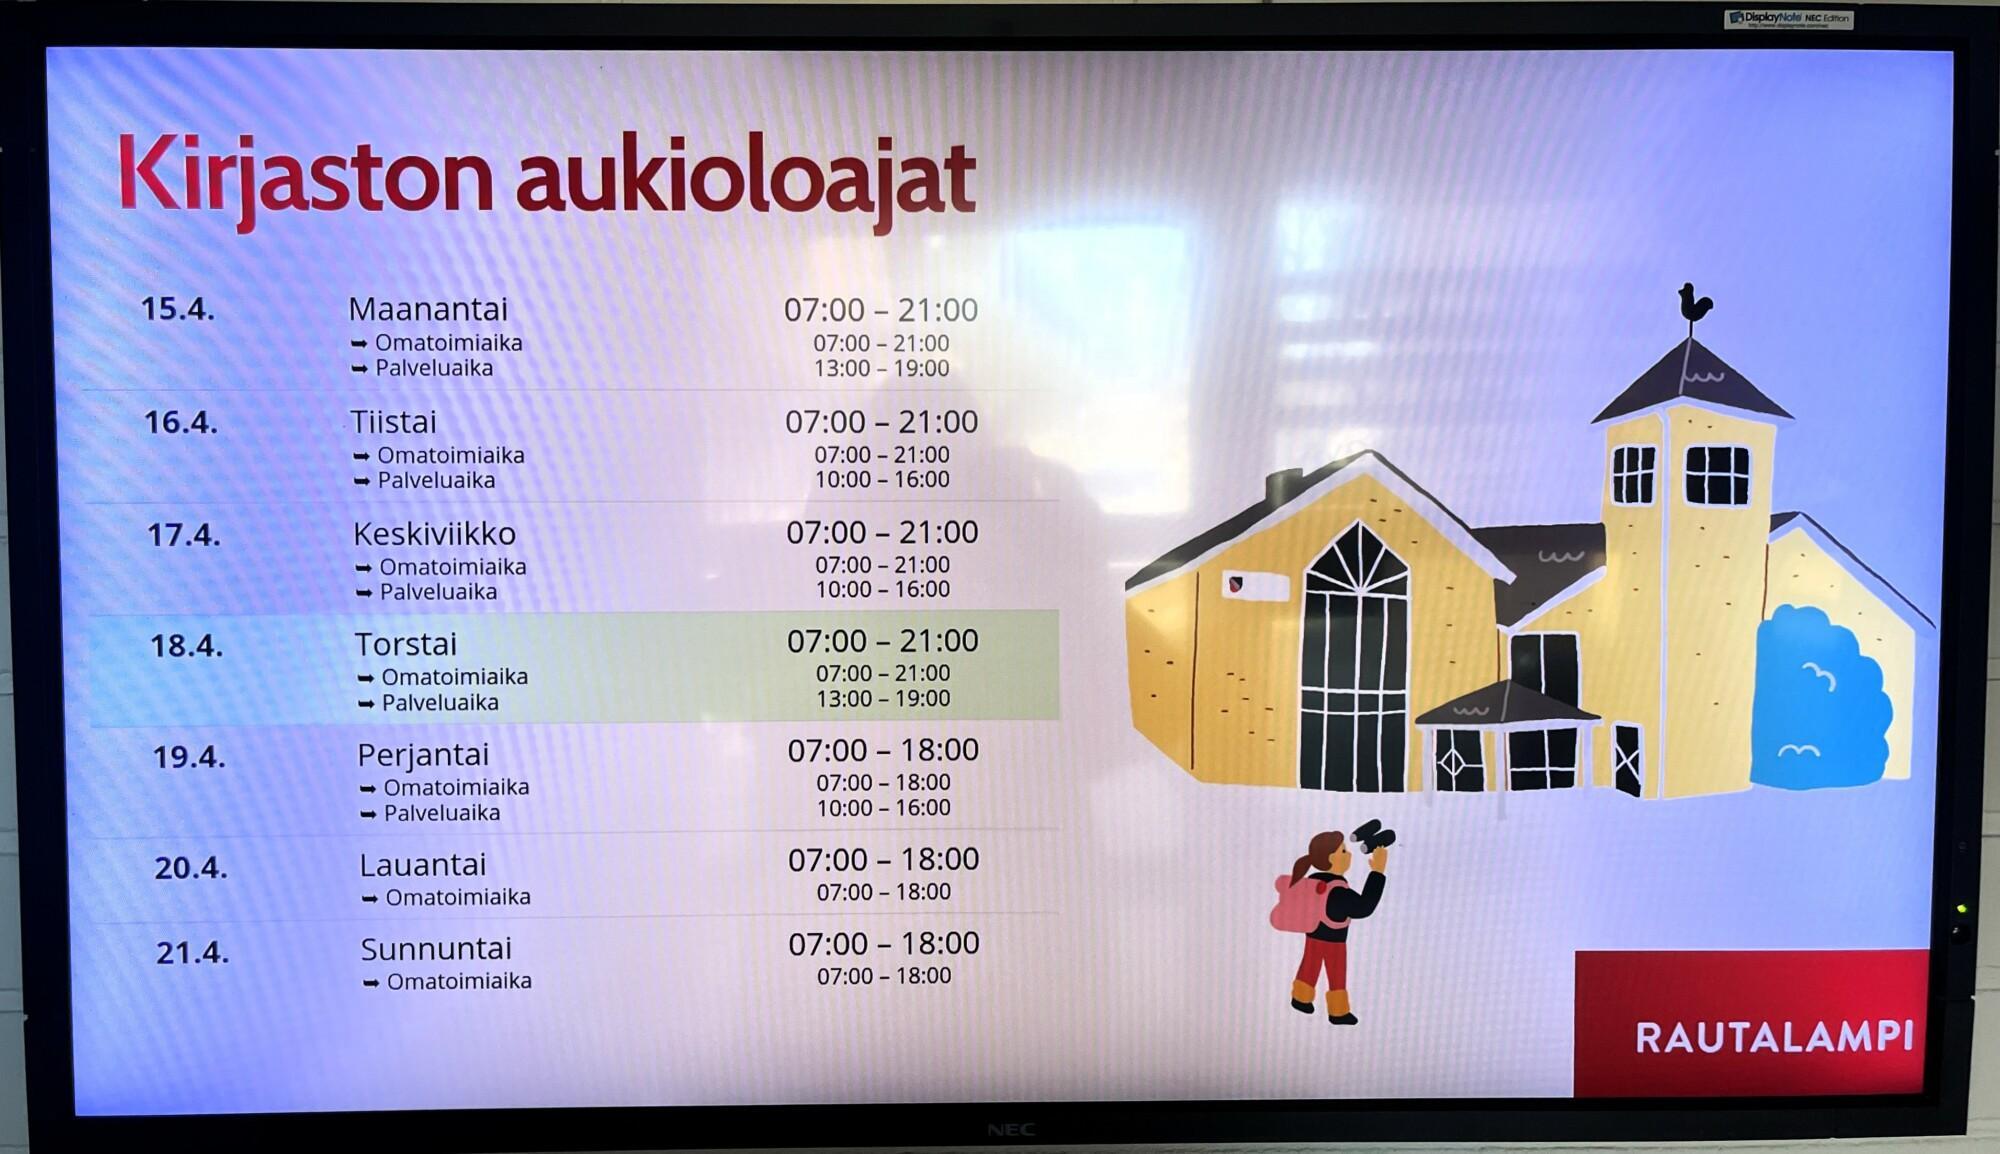 DisplayNote NEC Edition
Kirjaston aukioloajat
15.4. Maanantai 07:00 – 21:00
➥ Omatoimiaika 07:00 – 21:00
➥ Palveluaika 13:00 – 19:00
16.4. Tiistai 07:00 – 21:00
➥ Omatoimiaika 07:00 – 21:00
➥ Palveluaika 10:00 – 16:00
17.4. Keskiviikko 07:00 – 21:00
➥ Omatoimiaika 07:00 – 21:00
➥ Palveluaika 10:00 – 16:00
18.4. Torstai 07:00 – 21:00
➥ Omatoimiaika 07:00 – 21:00
➥ Palveluaika 13:00 – 19:00
19.4. Perjantai 07:00 – 18:00
➥ Omatoimiaika 07:00 – 18:00
➥ Palveluaika 10:00 – 16:00
20.4. Lauantai 07:00 – 18:00
➥ Omatoimiaika 07:00 – 18:00
21.4. Sunnuntai 07:00 – 18:00
➥ Omatoimiaika 07:00 – 18:00
RAUTALAMPI
NEC